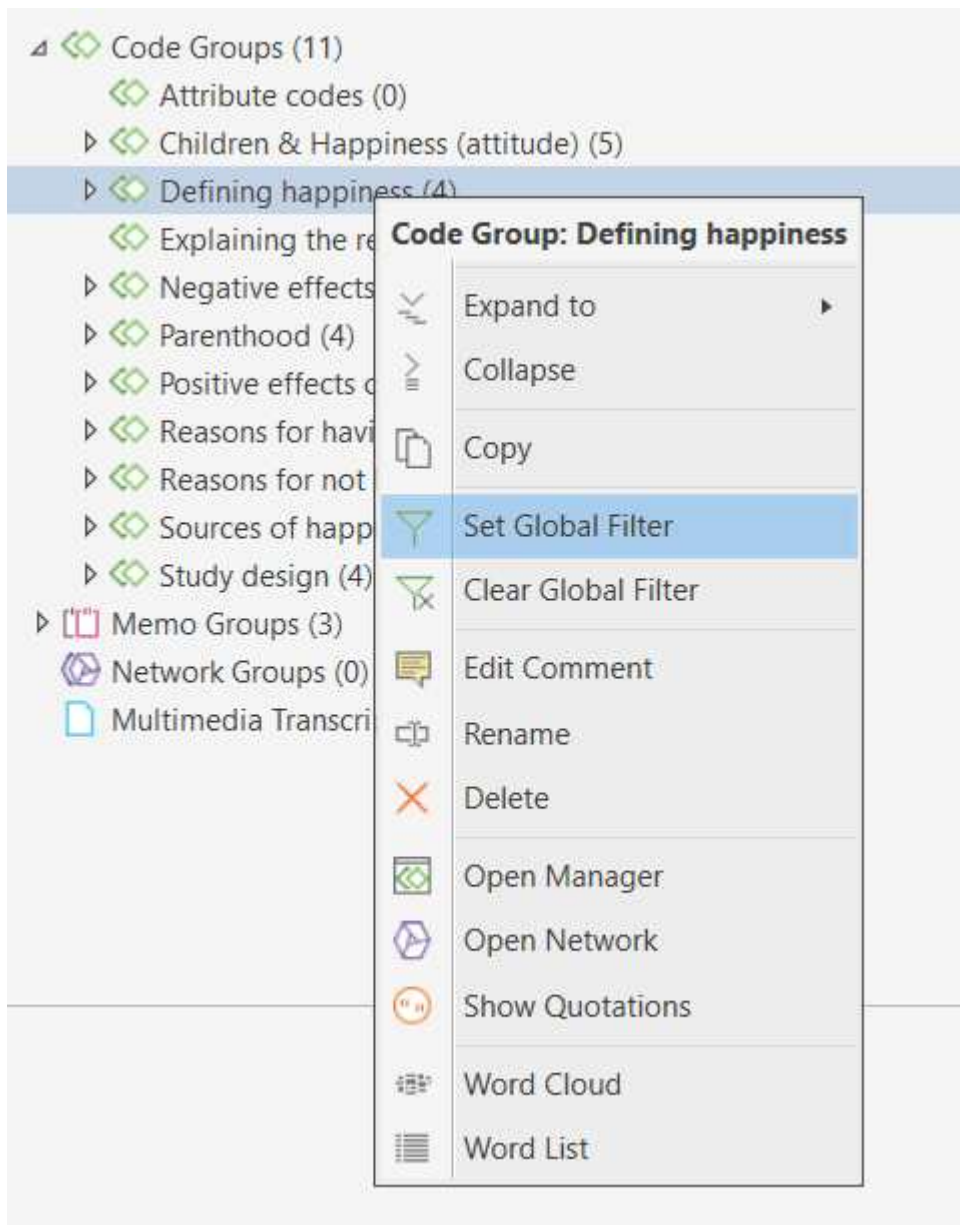 Code Groups (11)
Attribute codes (0)
Children & Happiness (attitude) (5)
Defining happiness (4)
Explaining the re
Negative effects
Parenthood (4)
Positive effects
Reasons for havi
Reasons for not
Sources of happ
Study design (4)
Memo Groups (3)
Network Groups (0)
Multimedia Transcri
Code Group: Defining happiness
Expand to
Collapse
Copy
Set Global Filter
Clear Global Filter
Edit Comment
Rename
Delete
Open Manager
Open Network
Show Quotations
Word Cloud
Word List